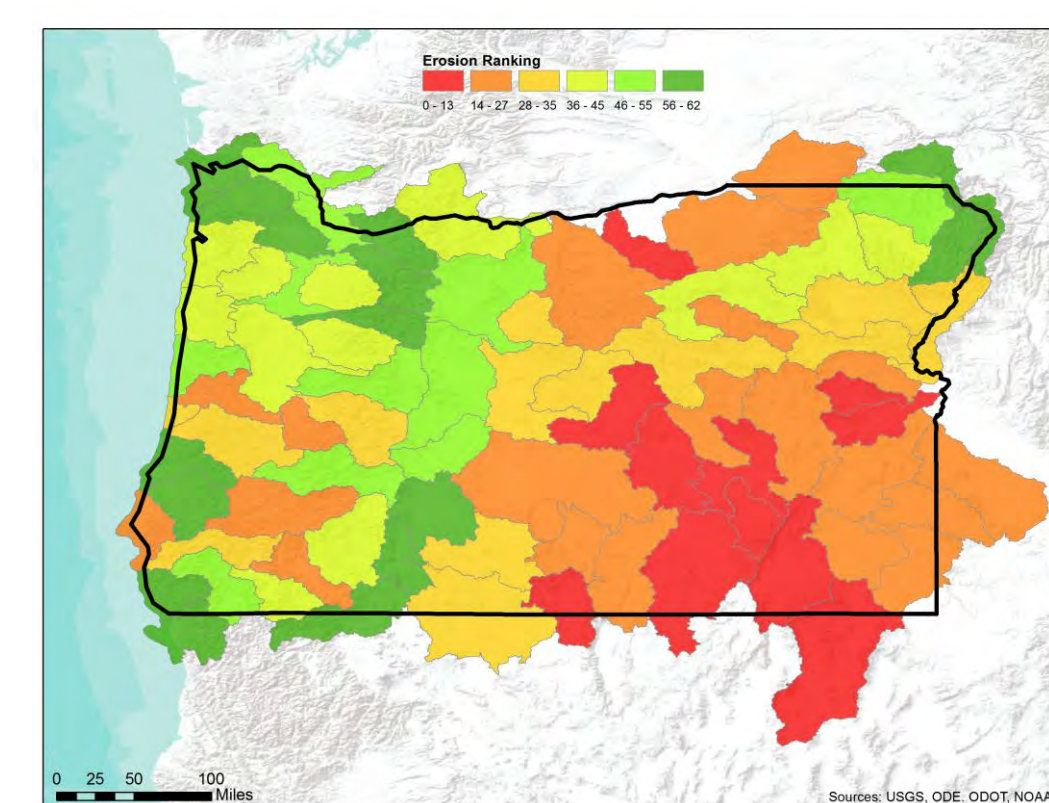 Erosion Ranking
0 - 13 14 - 27 28 - 35 36 - 45 46 - 55 56 - 62
0 25 50 100
Miles
Sources: USGS, ODE, ODOT, NOAA